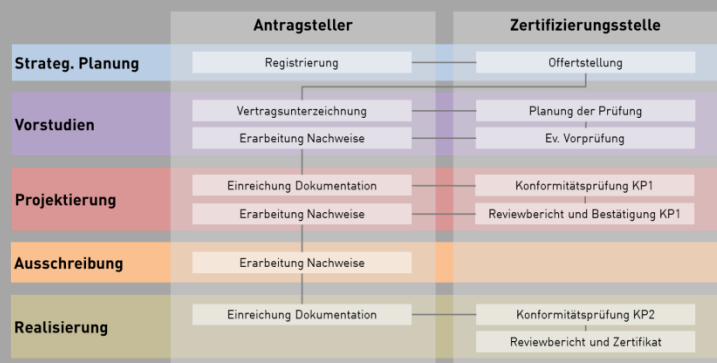 Antragsteller Zertifizierungsstelle
Strateg. Planung Registrierung Offertstellung
Vorstudien
Vertragsunterzeichnung Planung der Prüfung
Erarbeitung Nachweise Ev. Vorprüfung
Projektierung
Einreichung Dokumentation Konformitätsprüfung KP1
Erarbeitung Nachweise Reviewbericht und Bestätigung KP1
Ausschreibung Erarbeitung Nachweise
Realisierung
Einreichung Dokumentation Konformitätsprüfung KP2
Reviewbericht und Zertifikat